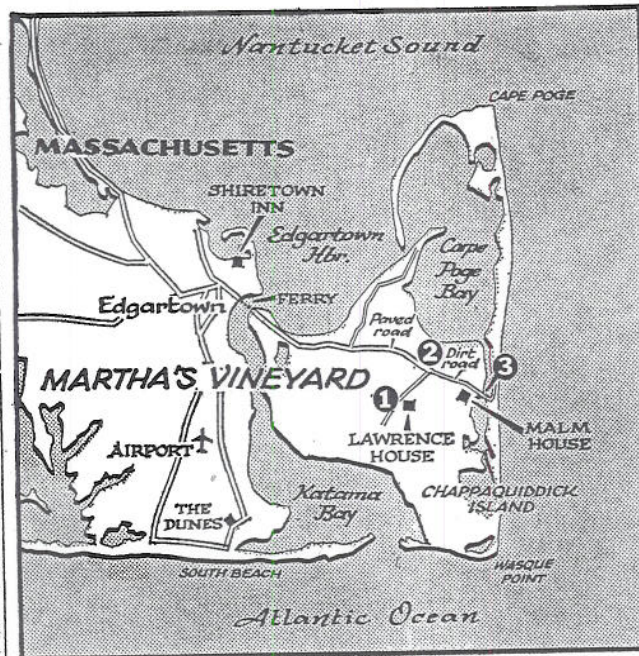 Nantucket Sound
CAPE POGE
MASSACHUSETTS
SHIRETOWN
INN
Edgartown
Hbr.
Cape
Poge
Bay
Edgartown
FERRY
Paved
road
2
Dirt
road
3
MARTHA'S VINEYARD
1
LAWRENCE
HOUSE
MALM
HOUSE
AIRPORT
CHAPPAQUIDDICK
ISLAND
THE
DUNES
Katama
Bay
SOUTH BEACH
WASQUE
POINT
Atlantic Ocean